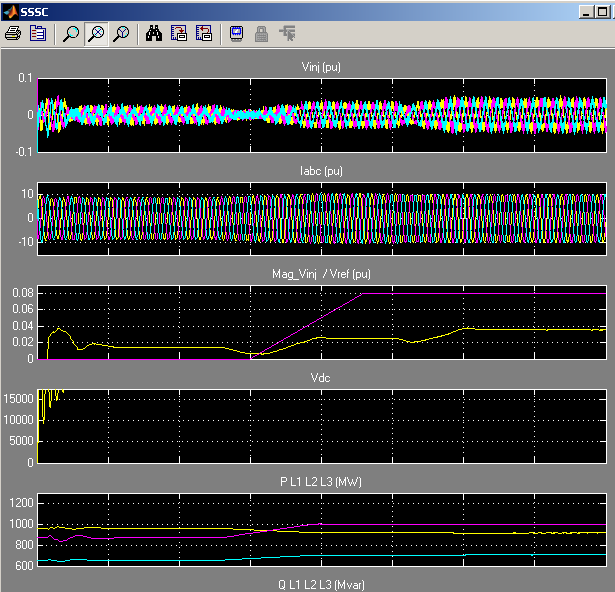 SSSC
Vinj (pu)
0.1
0
-0.1
Iabc (pu)
10
0
-10
Mag_Vinj / Vref (pu)
0.08
0.06
0.04
0.02
0
Vdc
15000
10000
5000
0
P L1 L2 L3 (MW)
1200
1000
800
600
Q L1 L2 L3 (Mvar)